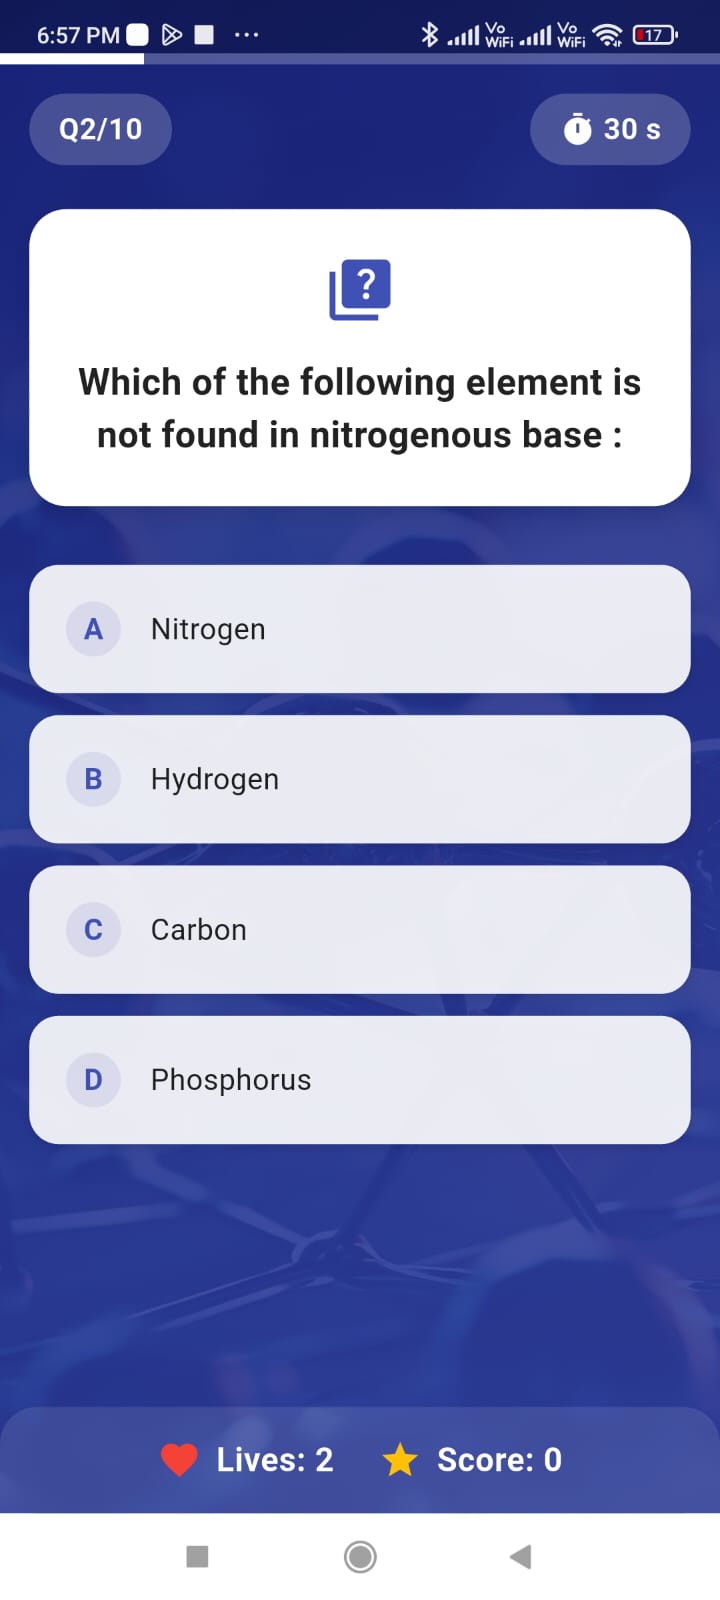 6:57 PM
Vo WiFi
Vo WiFi
17
Q2/10
30 s
?
Which of the following element is
not found in nitrogenous base :
A Nitrogen
B Hydrogen
C Carbon
D Phosphorus
Lives: 2
Score: 0